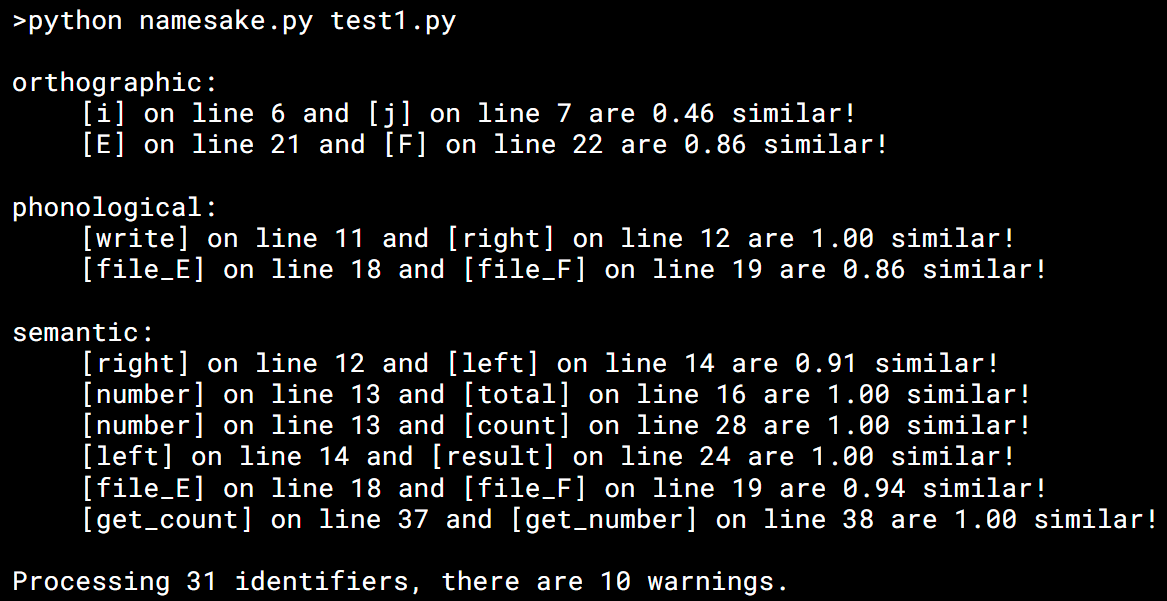 >python namesake.py test1.py
orthographic:
[i] on line 6 and [j] on line 7 are 0.46 similar!
[E] on line 21 and [F] on line 22 are 0.86 similar!
phonological:
[write] on line 11 and [right] on line 12 are 1.00 similar!
[file_E] on line 18 and [file_F] on line 19 are 0.86 similar!
semantic:
[right] on line 12 and [left] on line 14 are 0.91 similar!
[number] on line 13 and [total] on line 16 are 1.00 similar!
[number] on line 13 and [count] on line 28 are 1.00 similar!
[left] on line 14 and [result] on line 24 are 1.00 similar!
[file_E] on line 18 and [file_F] on line 19 are 0.94 similar!
[get_count] on line 37 and [get_number] on line 38 are 1.00 similar!
Processing 31 identifiers, there are 10 warnings.